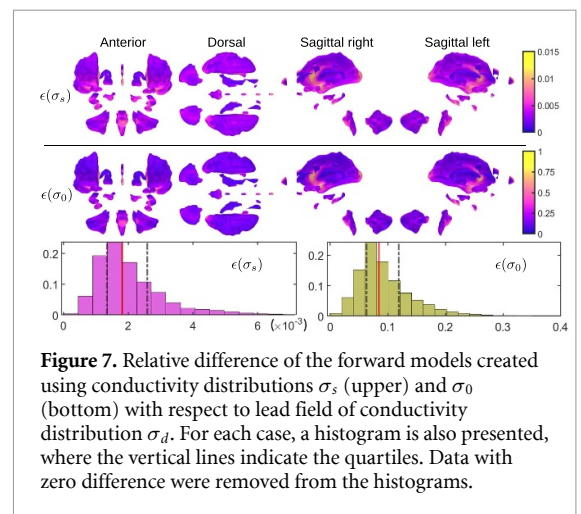 Anterior Dorsal Sagittal right Sagittal left
ϵ(σₛ)
0.015
0.01
0.005
0
ϵ(σ₀)
1
0.75
0.5
0.25
0
0.2
0.1
0
ϵ(σₛ)
0 2 4 6 (×10⁻³)
0.2
0.1
0
ϵ(σ₀)
0 0.1 0.2 0.3 0.4
Figure 7. Relative difference of the forward models created
using conductivity distributions σₛ (upper) and σ₀
(bottom) with respect to lead field of conductivity
distribution σ_d. For each case, a histogram is also presented,
where the vertical lines indicate the quartiles. Data with
zero difference were removed from the histograms.